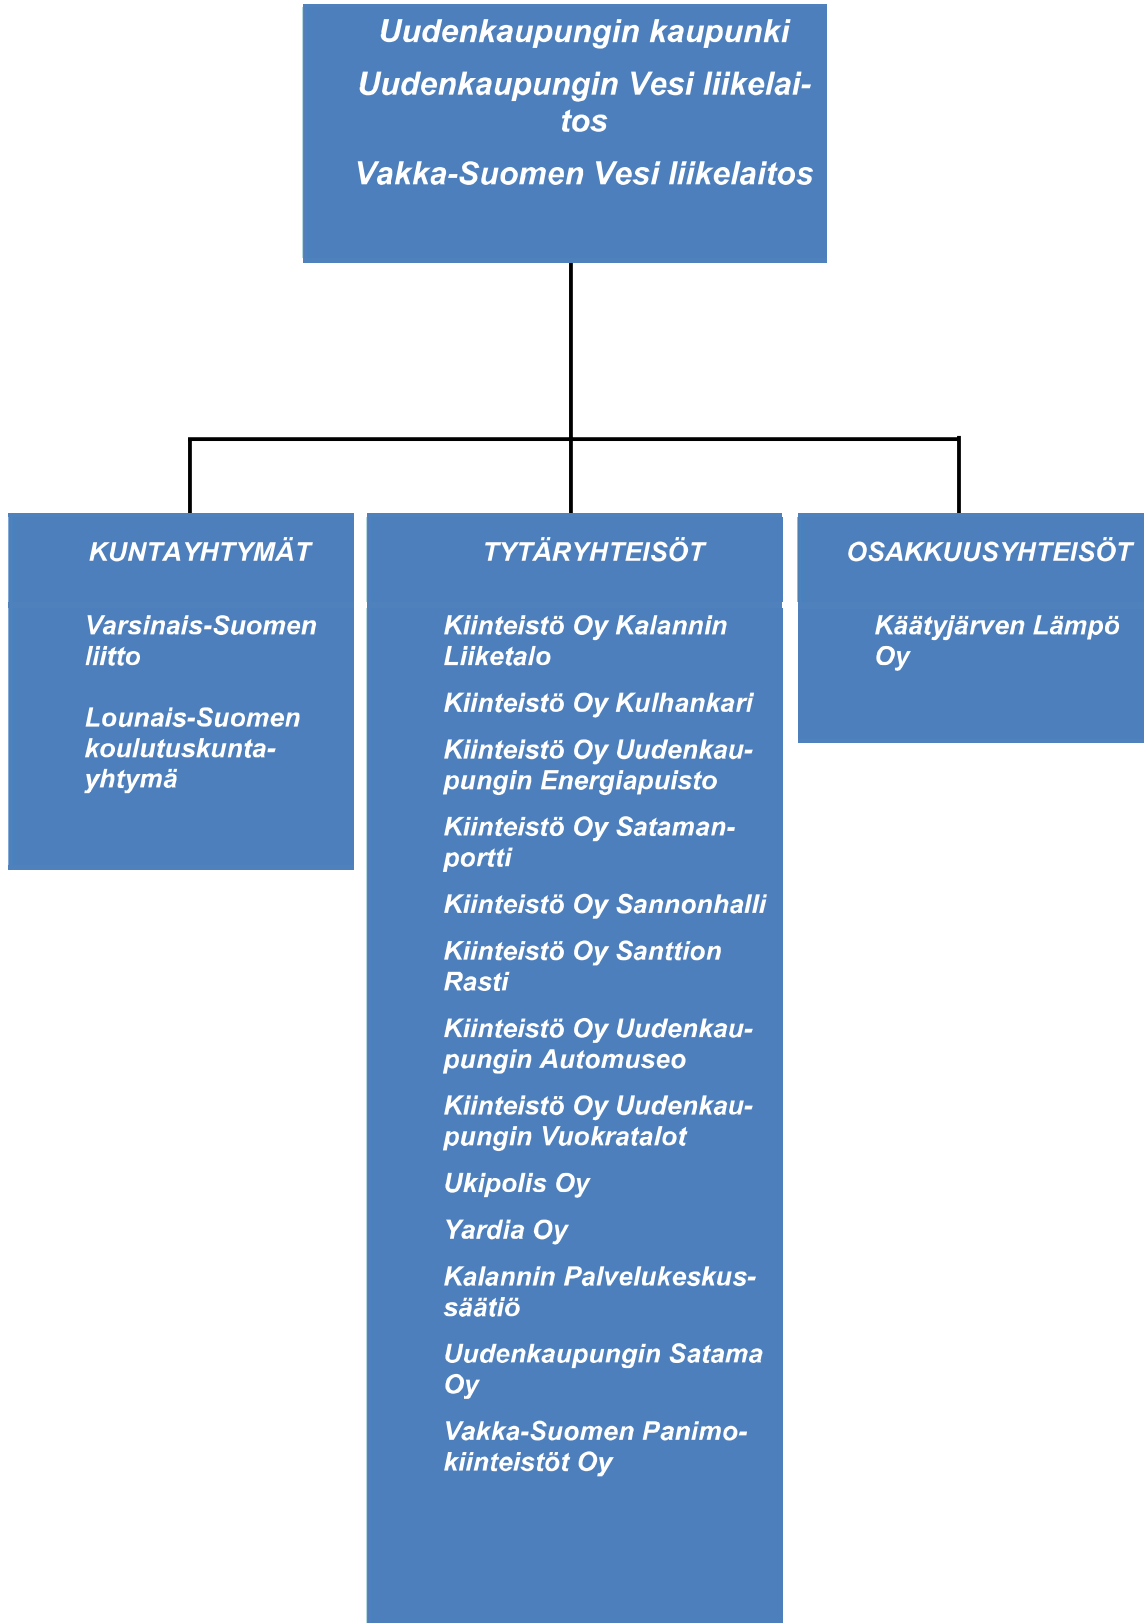 Uudenkaupungin kaupunki
Uudenkaupungin Vesi liikelai-
tos
Vakka-Suomen Vesi liikelaitos
KUNTAYHTYMÄT
Varsinais-Suomen
liitto
Lounais-Suomen
koulutuskunta-
yhtymä
TYTÄRYHTEISÖT
Kiinteistö Oy Kalannin
Liiketalo
Kiinteistö Oy Kulhankari
Kiinteistö Oy Uudenkau-
pungin Energiapuisto
Kiinteistö Oy Sataman-
portti
Kiinteistö Oy Sannonhalli
Kiinteistö Oy Santtion
Rasti
Kiinteistö Oy Uudenkau-
pungin Automuseo
Kiinteistö Oy Uudenkau-
pungin Vuokratalot
Ukipolis Oy
Yardia Oy
Kalannin Palvelukeskus-
säätiö
Uudenkaupungin Satama
Oy
Vakka-Suomen Panimo-
kiinteistöt Oy
OSAKKUUSYHTEISÖT
Käätyjärven Lämpö
Oy